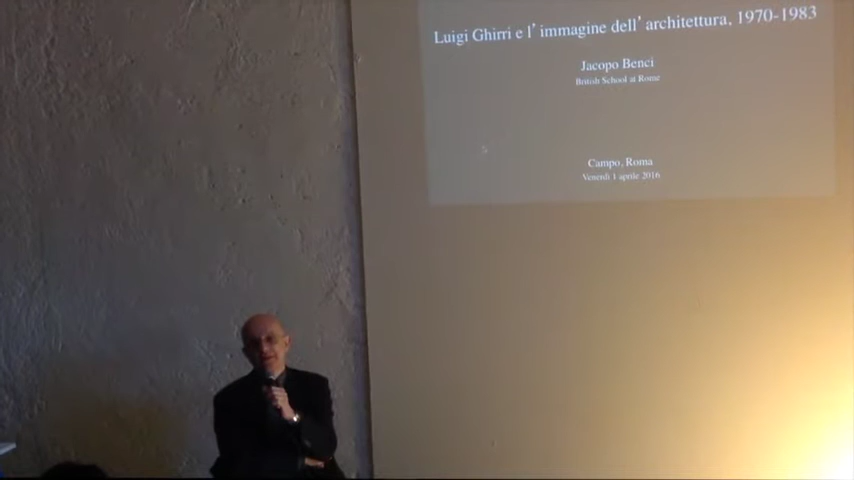 Luigi Ghirri e l'immagine dell'architettura, 1970-1983
Jacopo Benci
British School at Rome
Campo, Roma
Venerdì 1 aprile 2016